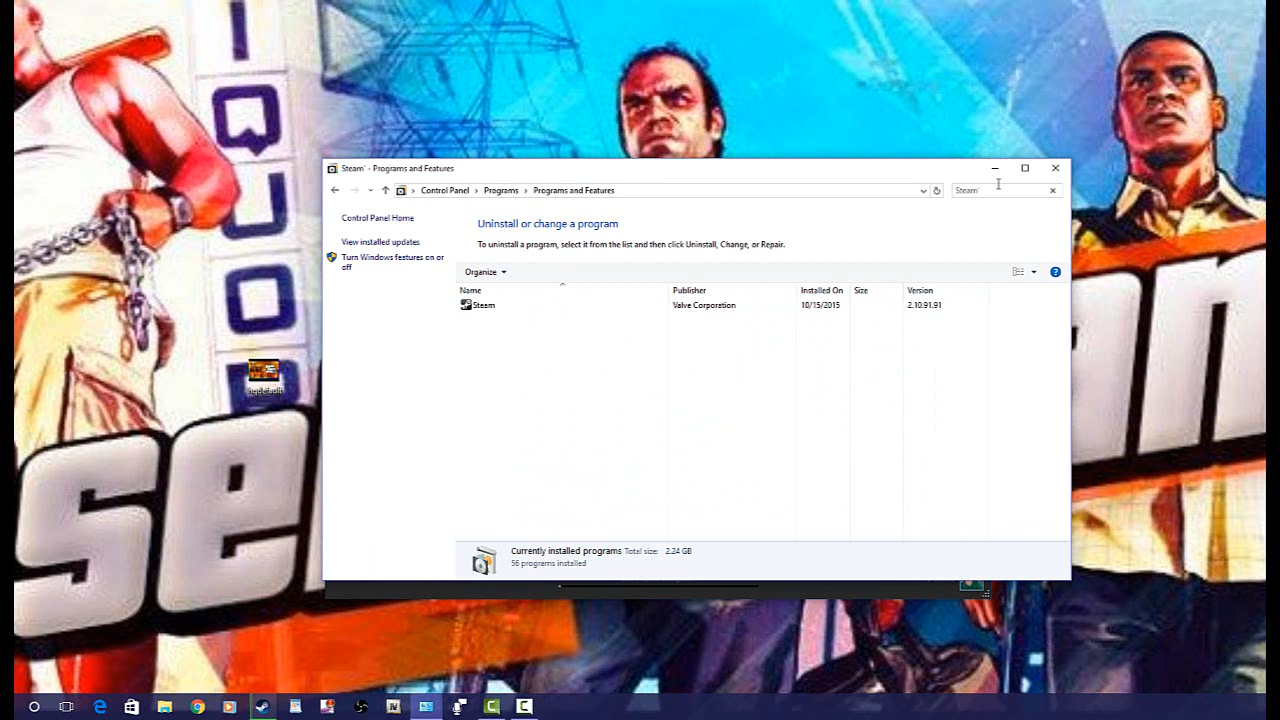 LIQUOR
Se
an
Steam' - Programs and Features
Control Panel Programs Programs and Features
Steam'
Control Panel Home
View installed updates
Turn Windows features on or
off
Uninstall or change a program
To uninstall a program, select it from the list and then click Uninstall, Change, or Repair.
Organize
Name Publisher Installed On Size Version
Steam Valve Corporation 10/15/2015 2.10.91.91
Currently installed programs Total size: 2.24 GB
56 programs installed